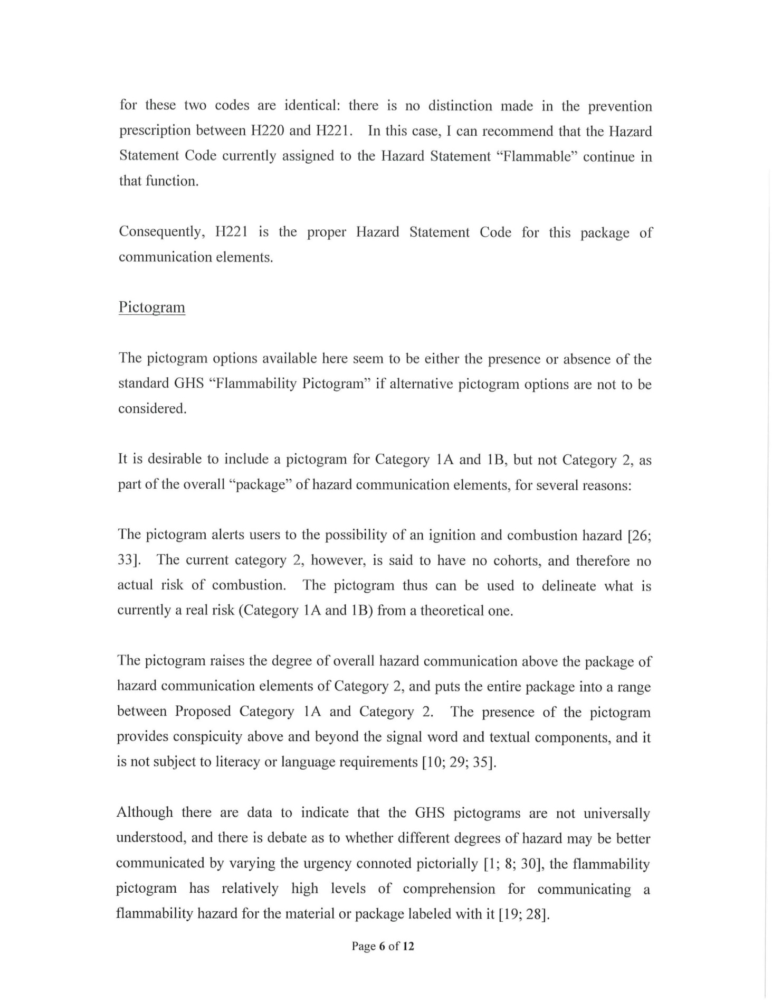 for these two codes are identical: there is no distinction made in the prevention
prescription between H220 and H221. In this case, I can recommend that the Hazard
Statement Code currently assigned to the Hazard Statement “Flammable” continue in
that function.
Consequently, H221 is the proper Hazard Statement Code for this package of
communication elements.
Pictogram
The pictogram options available here seem to be either the presence or absence of the
standard GHS “Flammability Pictogram” if alternative pictogram options are not to be
considered.
It is desirable to include a pictogram for Category 1A and 1B, but not Category 2, as
part of the overall “package” of hazard communication elements, for several reasons:
The pictogram alerts users to the possibility of an ignition and combustion hazard [26;
33]. The current category 2, however, is said to have no cohorts, and therefore no
actual risk of combustion. The pictogram thus can be used to delineate what is
currently a real risk (Category 1A and 1B) from a theoretical one.
The pictogram raises the degree of overall hazard communication above the package of
hazard communication elements of Category 2, and puts the entire package into a range
between Proposed Category 1A and Category 2. The presence of the pictogram
provides conspicuity above and beyond the signal word and textual components, and it
is not subject to literacy or language requirements [10; 29; 35].
Although there are data to indicate that the GHS pictograms are not universally
understood, and there is debate as to whether different degrees of hazard may be better
communicated by varying the urgency connoted pictorially [1; 8; 30], the flammability
pictogram has relatively high levels of comprehension for communicating a
flammability hazard for the material or package labeled with it [19; 28].
Page 6 of 12